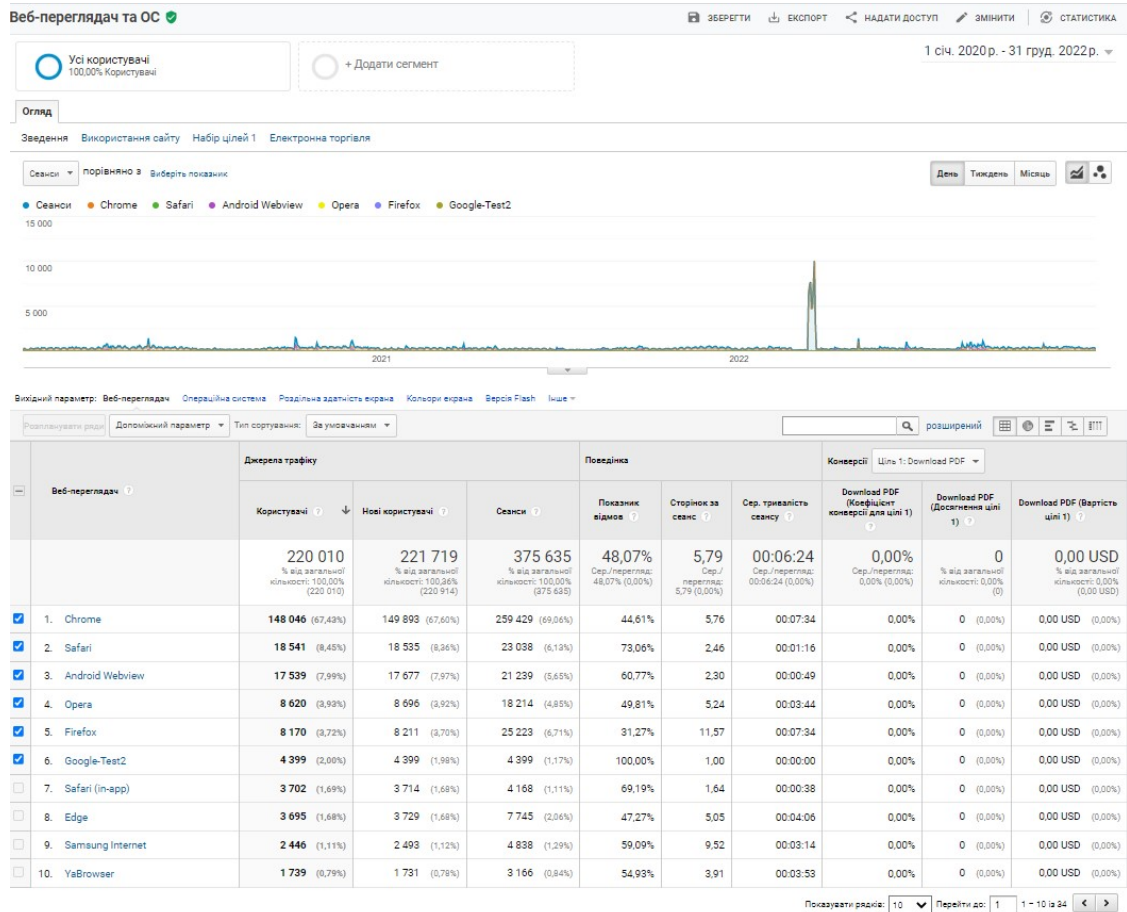 Веб-переглядач та ОС
ЗБЕРЕГТИ ЕКСПОРТ НАДАТИ ДОСТУП ЗМІНИТИ СТАТИСТИКА
1 січ. 2020 р. - 31 груд. 2022 р.
Усі користувачі
100,00% Користувачі
+ Додати сегмент
Огляд
Зведення Використання сайту Набір цілей 1 Електронна торгівля
Сеанси порівняно з Виберіть показник
День Тиждень Місяць
Сеанси Chrome Safari Android Webview Opera Firefox Google-Test2
15 000
10 000
5 000
2021 2022
Вихідний параметр: Веб-переглядач Операційна система Роздільна здатність екрана Кольори екрана Версія Flash Інше
Розпланувати ряди Допоміжний параметр Тип сортування: За умовчанням розширений
Веб-переглядач ? Джерела трафіку Поведінка Конверсії Ціль 1: Download PDF
Користувачі ? Нові користувачі ? Сеанси ? Показник відмов ? Сторінок за сеанс ? Сер. тривалість сеансу ? Download PDF (Коефіцієнт конверсії для цілі 1) ? Download PDF (Досягнення цілі 1) ? Download PDF (Вартість цілі 1) ?
220 010 221 719 375 635 48,07% 5,79 00:06:24 0,00% 0 0,00 USD
% від загальної кількості: 100,00% (220 010) % від загальної кількості: 100,36% (220 914) % від загальної кількості: 100,00% (375 635) Сер./перегляд: 48,07% (0,00%) Сер./перегляд: 5,79 (0,00%) Сер./перегляд: 00:06:24 (0,00%) Сер./перегляд: 0,00% (0,00%) % від загальної кількості: 0,00% (0) % від загальної кількості: 0,00% (0,00 USD)
1. Chrome 148 046 (67,43%) 149 893 (67,60%) 259 429 (69,06%) 44,61% 5,76 00:07:34 0,00% 0 (0,00%) 0,00 USD (0,00%)
2. Safari 18 541 (8,45%) 18 535 (8,36%) 23 038 (6,13%) 73,06% 2,46 00:01:16 0,00% 0 (0,00%) 0,00 USD (0,00%)
3. Android Webview 17 539 (7,99%) 17 677 (7,97%) 21 239 (5,65%) 60,77% 2,30 00:00:49 0,00% 0 (0,00%) 0,00 USD (0,00%)
4. Opera 8 620 (3,93%) 8 696 (3,92%) 18 214 (4,85%) 49,81% 5,24 00:03:44 0,00% 0 (0,00%) 0,00 USD (0,00%)
5. Firefox 8 170 (3,72%) 8 211 (3,70%) 25 223 (6,71%) 31,27% 11,57 00:07:34 0,00% 0 (0,00%) 0,00 USD (0,00%)
6. Google-Test2 4 399 (2,00%) 4 399 (1,98%) 4 399 (1,17%) 100,00% 1,00 00:00:00 0,00% 0 (0,00%) 0,00 USD (0,00%)
7. Safari (in-app) 3 702 (1,69%) 3 714 (1,68%) 4 168 (1,11%) 69,19% 1,64 00:00:38 0,00% 0 (0,00%) 0,00 USD (0,00%)
8. Edge 3 695 (1,68%) 3 729 (1,68%) 7 745 (2,06%) 47,27% 5,05 00:04:06 0,00% 0 (0,00%) 0,00 USD (0,00%)
9. Samsung Internet 2 446 (1,11%) 2 493 (1,12%) 4 838 (1,29%) 59,09% 9,52 00:03:14 0,00% 0 (0,00%) 0,00 USD (0,00%)
10. YaBrowser 1 739 (0,79%) 1 731 (0,78%) 3 166 (0,84%) 54,93% 3,91 00:03:53 0,00% 0 (0,00%) 0,00 USD (0,00%)
Показувати рядків: 10 Перейти до: 1 1 – 10 із 34